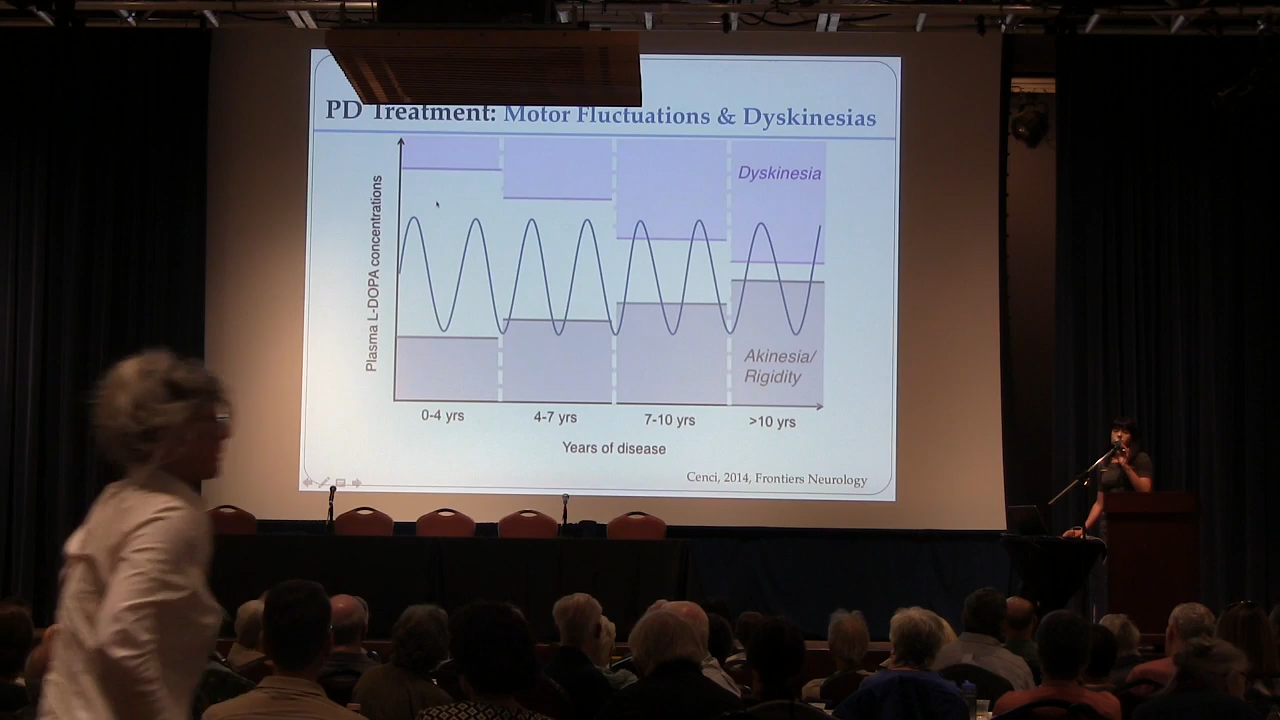 PD Treatment: Motor Fluctuations & Dyskinesias
Plasma L-DOPA concentrations
Dyskinesia
Akinesia/
Rigidity
0-4 yrs
4-7 yrs
7-10 yrs
>10 yrs
Years of disease
Cenci, 2014, Frontiers Neurology